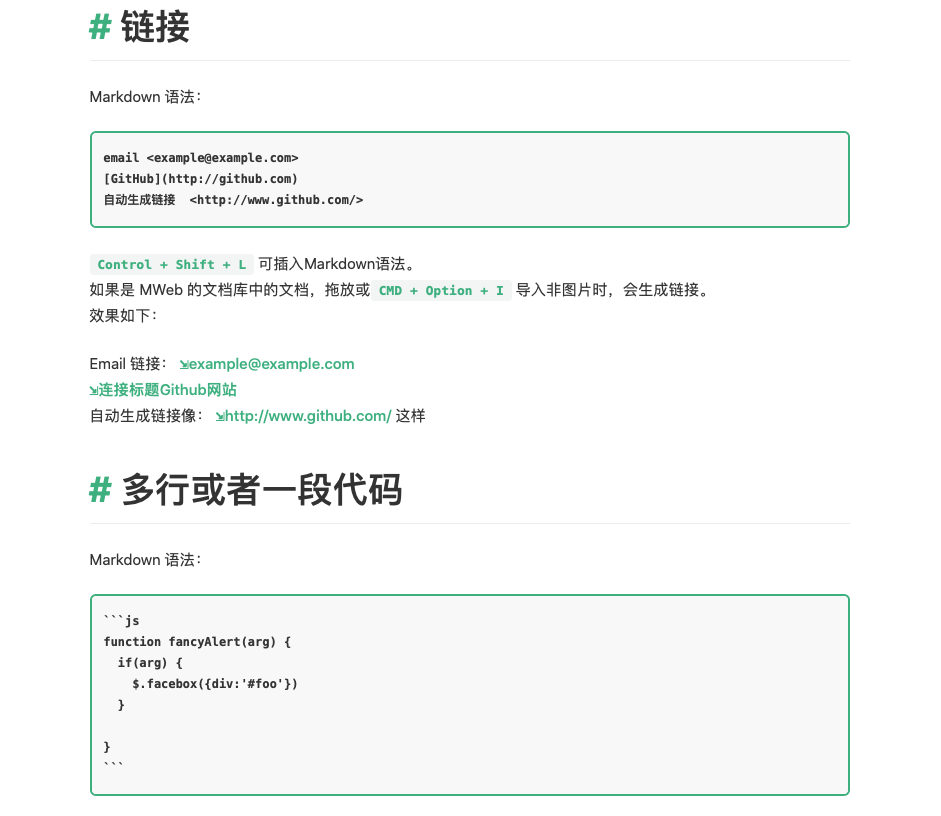 # 链接
Markdown 语法：
email <example@example.com>
[GitHub](http://github.com)
自动生成链接  <http://www.github.com/>
Control + Shift + L 可插入Markdown语法。
如果是 MWeb 的文档库中的文档，拖放或 CMD + Option + I 导入非图片时，会生成链接。
效果如下：
Email 链接： ⇲example@example.com
⇲连接标题Github网站
自动生成链接像： ⇲http://www.github.com/ 这样
# 多行或者一段代码
Markdown 语法：
```js
function fancyAlert(arg) {
  if(arg) {
    $.facebox({div:'#foo'})
  }
}
```